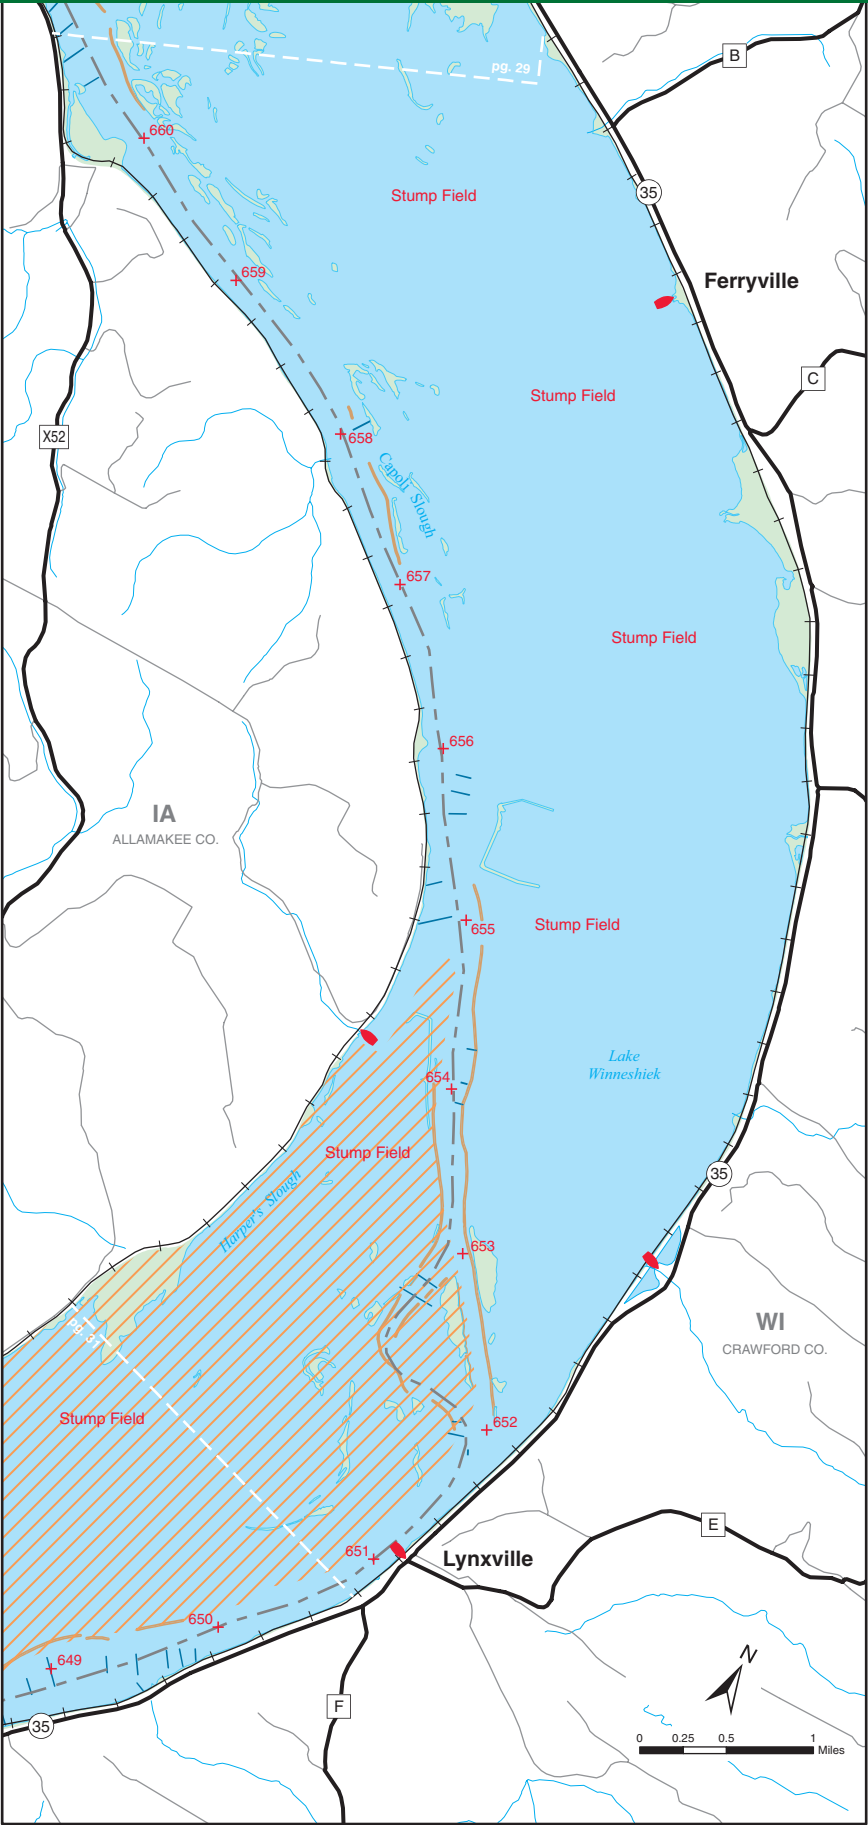 B
pg. 29
660
Stump Field
35
659
Ferryville
C
Stump Field
X52
658
Capoli Slough
657
Stump Field
656
IA
ALLAMAKEE CO.
655
Stump Field
Lake
Winneshiek
654
Stump Field
35
Harper's Slough
653
WI
CRAWFORD CO.
pg. 31
Stump Field
652
E
651
Lynxville
650
649
N
F
35
0 0.25 0.5 1
Miles